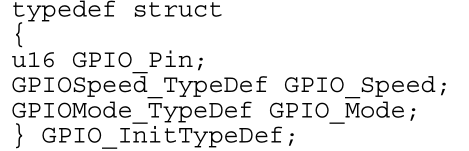 typedef struct
{
u16 GPIO_Pin;
GPIOSpeed_TypeDef GPIO_Speed;
GPIOMode_TypeDef GPIO_Mode;
} GPIO_InitTypeDef;